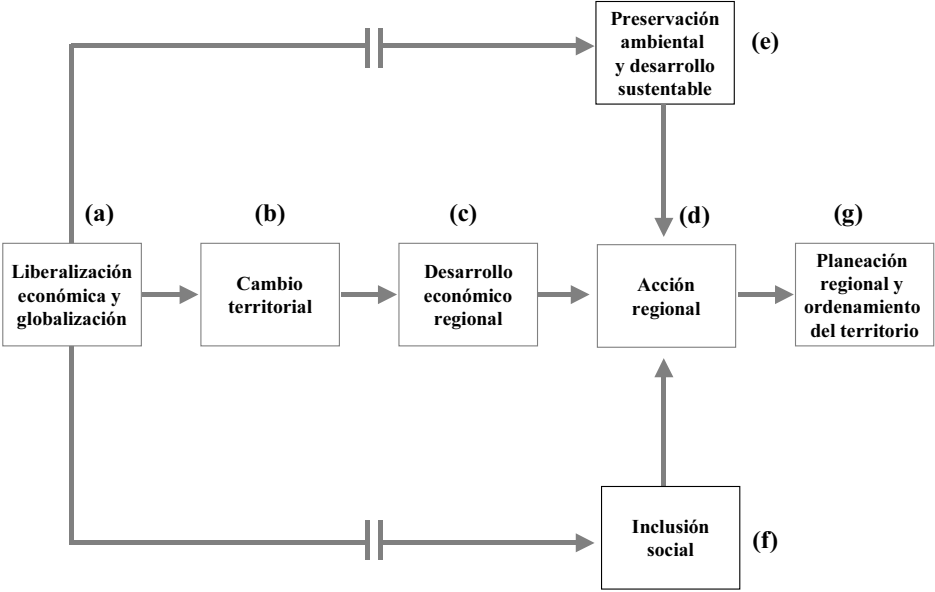 Preservación
ambiental
y desarrollo
sustentable
(e)
(a)
(b)
(c)
(d)
(g)
Liberalización
económica y
globalización
Cambio
territorial
Desarrollo
económico
regional
Acción
regional
Planeación
regional y
ordenamiento
del territorio
Inclusión
social
(f)